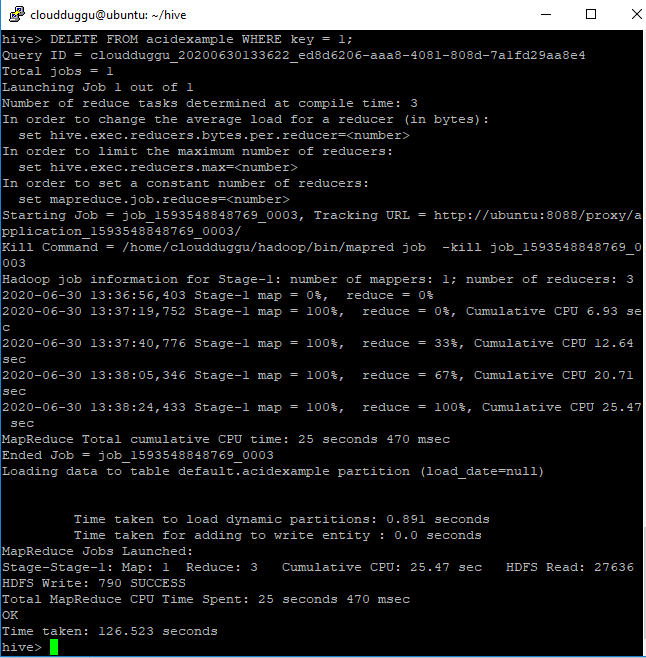 cloudduggu@ubuntu: ~/hive
hive> DELETE FROM acidexample WHERE key = 1;
Query ID = cloudduggu_20200630133622_ed8d6206-aaa8-4081-808d-7a1fd29aa8e4
Total jobs = 1
Launching Job 1 out of 1
Number of reduce tasks determined at compile time: 3
In order to change the average load for a reducer (in bytes):
  set hive.exec.reducers.bytes.per.reducer=<number>
In order to limit the maximum number of reducers:
  set hive.exec.reducers.max=<number>
In order to set a constant number of reducers:
  set mapreduce.job.reduces=<number>
Starting Job = job_1593548848769_0003, Tracking URL = http://ubuntu:8088/proxy/a
pplication_1593548848769_0003/
Kill Command = /home/cloudduggu/hadoop/bin/mapred job  -kill job_1593548848769_0
003
Hadoop job information for Stage-1: number of mappers: 1; number of reducers: 3
2020-06-30 13:36:56,403 Stage-1 map = 0%,  reduce = 0%
2020-06-30 13:37:19,752 Stage-1 map = 100%,  reduce = 0%, Cumulative CPU 6.93 se
c
2020-06-30 13:37:40,776 Stage-1 map = 100%,  reduce = 33%, Cumulative CPU 12.64
sec
2020-06-30 13:38:05,346 Stage-1 map = 100%,  reduce = 67%, Cumulative CPU 20.71
sec
2020-06-30 13:38:24,433 Stage-1 map = 100%,  reduce = 100%, Cumulative CPU 25.47
 sec
MapReduce Total cumulative CPU time: 25 seconds 470 msec
Ended Job = job_1593548848769_0003
Loading data to table default.acidexample partition (load_date=null)
         Time taken to load dynamic partitions: 0.891 seconds
         Time taken for adding to write entity : 0.0 seconds
MapReduce Jobs Launched:
Stage-Stage-1: Map: 1  Reduce: 3   Cumulative CPU: 25.47 sec   HDFS Read: 27636
HDFS Write: 790 SUCCESS
Total MapReduce CPU Time Spent: 25 seconds 470 msec
OK
Time taken: 126.523 seconds
hive>